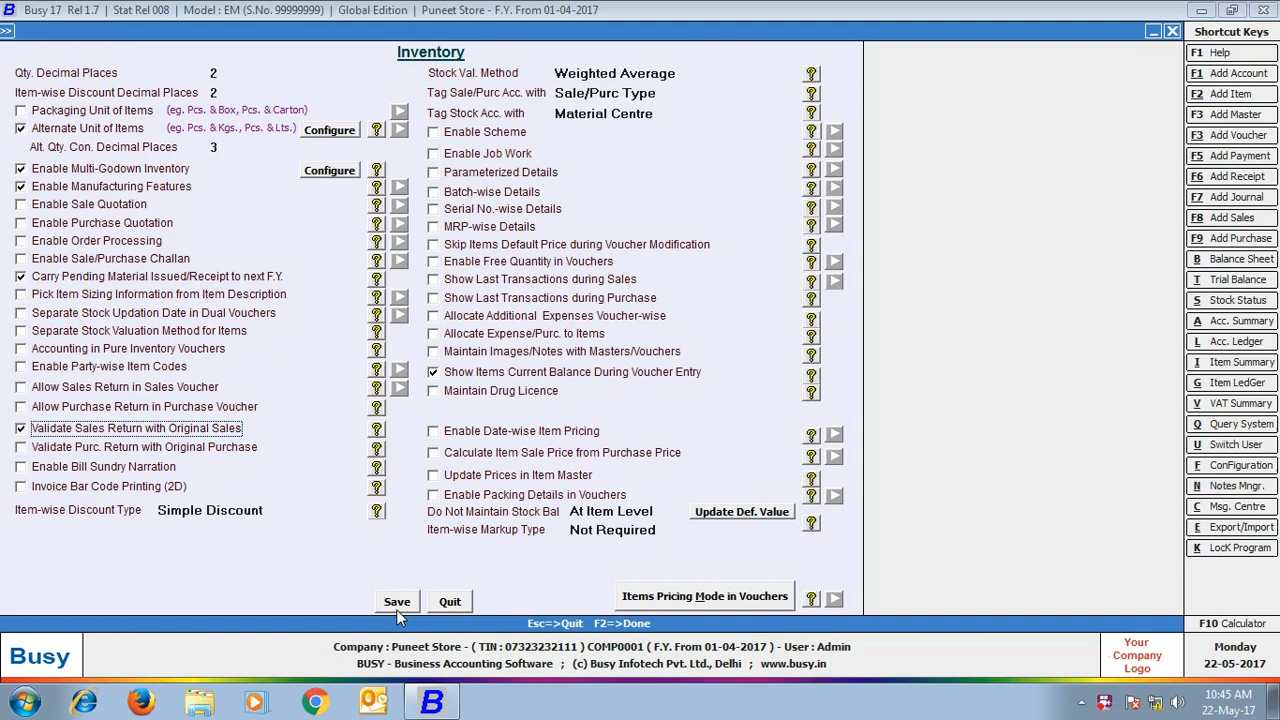 Busy 17 Rel 1.7 | Stat Rel 008 | Model : EM (S.No. 99999999) | Global Edition | Puneet Store - F.Y. From 01-04-2017
>>
Inventory
Qty. Decimal Places 2
Item-wise Discount Decimal Places 2
Packaging Unit of Items (eg. Pcs. & Box, Pcs. & Carton)
Alternate Unit of Items (eg. Pcs. & Kgs., Pcs. & Lts.) Configure ?
Alt. Qty. Con. Decimal Places 3
Enable Multi-Godown Inventory Configure ?
Enable Manufacturing Features ?
Enable Sale Quotation ?
Enable Purchase Quotation ?
Enable Order Processing ?
Enable Sale/Purchase Challan ?
Carry Pending Material Issued/Receipt to next F.Y. ?
Pick Item Sizing Information from Item Description ?
Separate Stock Updation Date in Dual Vouchers ?
Separate Stock Valuation Method for Items ?
Accounting in Pure Inventory Vouchers ?
Enable Party-wise Item Codes ?
Allow Sales Return in Sales Voucher ?
Allow Purchase Return in Purchase Voucher ?
Validate Sales Return with Original Sales ?
Validate Purc. Return with Original Purchase ?
Enable Bill Sundry Narration ?
Invoice Bar Code Printing (2D) ?
Item-wise Discount Type Simple Discount ?
Stock Val. Method Weighted Average ?
Tag Sale/Purc Acc. with Sale/Purc Type ?
Tag Stock Acc. with Material Centre ?
Enable Scheme ?
Enable Job Work ?
Parameterized Details ?
Batch-wise Details ?
Serial No.-wise Details ?
MRP-wise Details ?
Skip Items Default Price during Voucher Modification ?
Enable Free Quantity in Vouchers ?
Show Last Transactions during Sales ?
Show Last Transactions during Purchase ?
Allocate Additional Expenses Voucher-wise ?
Allocate Expense/Purc. to Items ?
Maintain Images/Notes with Masters/Vouchers ?
Show Items Current Balance During Voucher Entry ?
Maintain Drug Licence ?
Enable Date-wise Item Pricing ?
Calculate Item Sale Price from Purchase Price ?
Update Prices in Item Master ?
Enable Packing Details in Vouchers ?
Do Not Maintain Stock Bal At Item Level Update Def. Value
Item-wise Markup Type Not Required ?
Save Quit Items Pricing Mode in Vouchers ?
Esc=>Quit F2=>Done
Shortcut Keys
F1 Help
F1 Add Account
F2 Add Item
F3 Add Master
F3 Add Voucher
F5 Add Payment
F6 Add Receipt
F7 Add Journal
F8 Add Sales
F9 Add Purchase
B Balance Sheet
T Trial Balance
S Stock Status
A Acc. Summary
L Acc. Ledger
I Item Summary
G Item LedGer
V VAT Summary
Q Query System
U Switch User
F Configuration
N Notes Mngr.
C Msg. Centre
E Export/Import
K LocK Program
F10 Calculator
Busy
Company : Puneet Store - ( TIN : 07323232111 ) COMP0001 ( F.Y. From 01-04-2017 ) - User : Admin
BUSY - Business Accounting Software ; (c) Busy Infotech Pvt. Ltd., Delhi ; www.busy.in
Your
Company
Logo
Monday
22-05-2017
B
10:45 AM
22-May-17